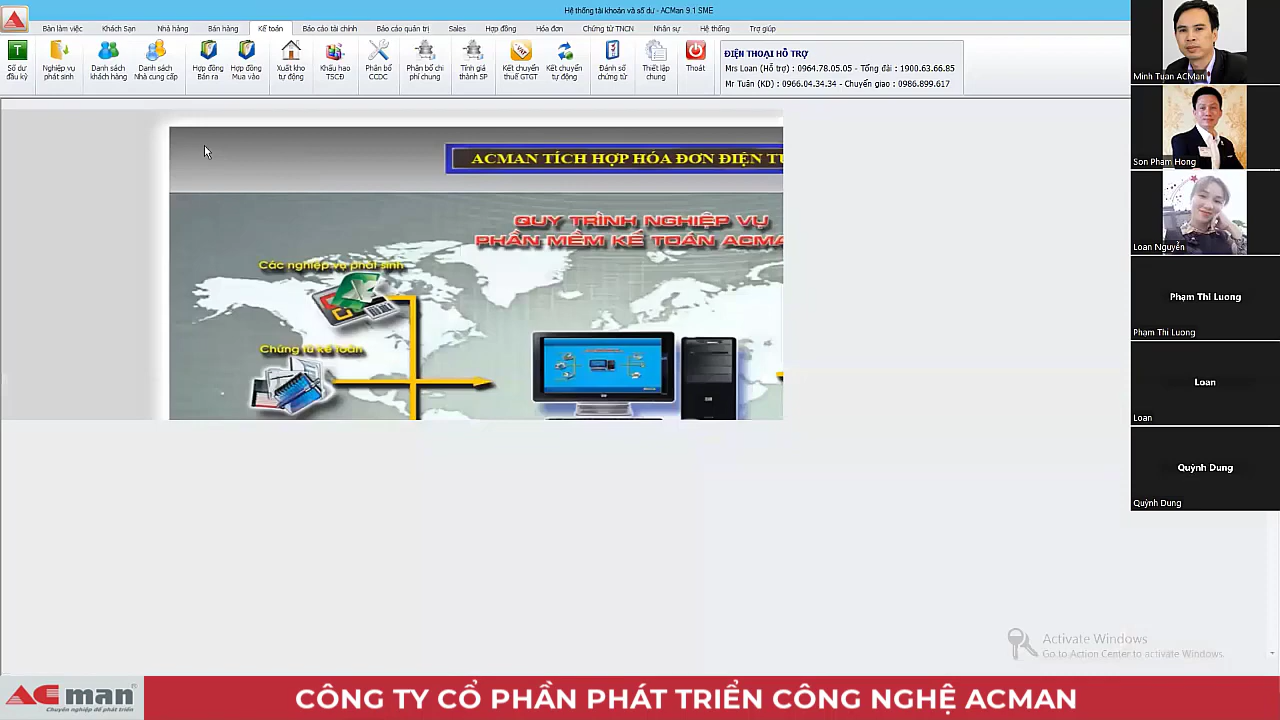 Hệ thống tài khoản và số dư - ACMan 9.1 SME
Bàn làm việc Khách Sạn Nhà hàng Bán hàng Kế toán Báo cáo tài chính Báo cáo quản trị Sales Hợp đồng Hóa đơn Chứng từ TNCN Nhân sự Hệ thống Trợ giúp
T
Số dư
đầu kỳ
Nghiệp vụ
phát sinh
Danh sách
khách hàng
Danh sách
Nhà cung cấp
Hợp đồng
Bán ra
Hợp đồng
Mua vào
Xuất kho
tự động
Khấu hao
TSCĐ
Phân bổ
CCDC
Phân bổ chi
phí chung
Tính giá
thành SP
VAT
Kết chuyển
thuế GTGT
Kết chuyển
tự động
Đánh số
chứng từ
Thiết lập
chung
Thoát
ĐIỆN THOẠI HỖ TRỢ
Mrs Loan (Hỗ trợ) : 0964.78.05.05 - Tổng đài : 1900.63.66.85
Mr Tuân (KD) : 0966.04.34.34 - Chuyển giao : 0986.899.617
ACMAN TÍCH HỢP HÓA ĐƠN ĐIỆN TỬ
QUY TRÌNH NGHIỆP VỤ
PHẦN MỀM KẾ TOÁN ACMA
Các nghiệp vụ phát sinh
Chứng từ kế toán
Minh Tuan ACMan
Son Pham Hong
Loan Nguyễn
Phạm Thi Luong
Phạm Thi Luong
Loan
Loan
Quỳnh Dung
Quỳnh Dung
Activate Windows
Go to Action Center to activate Windows.
ACman
Chuyên nghiệp để phát triển
CÔNG TY CỔ PHẦN PHÁT TRIỂN CÔNG NGHỆ ACMAN